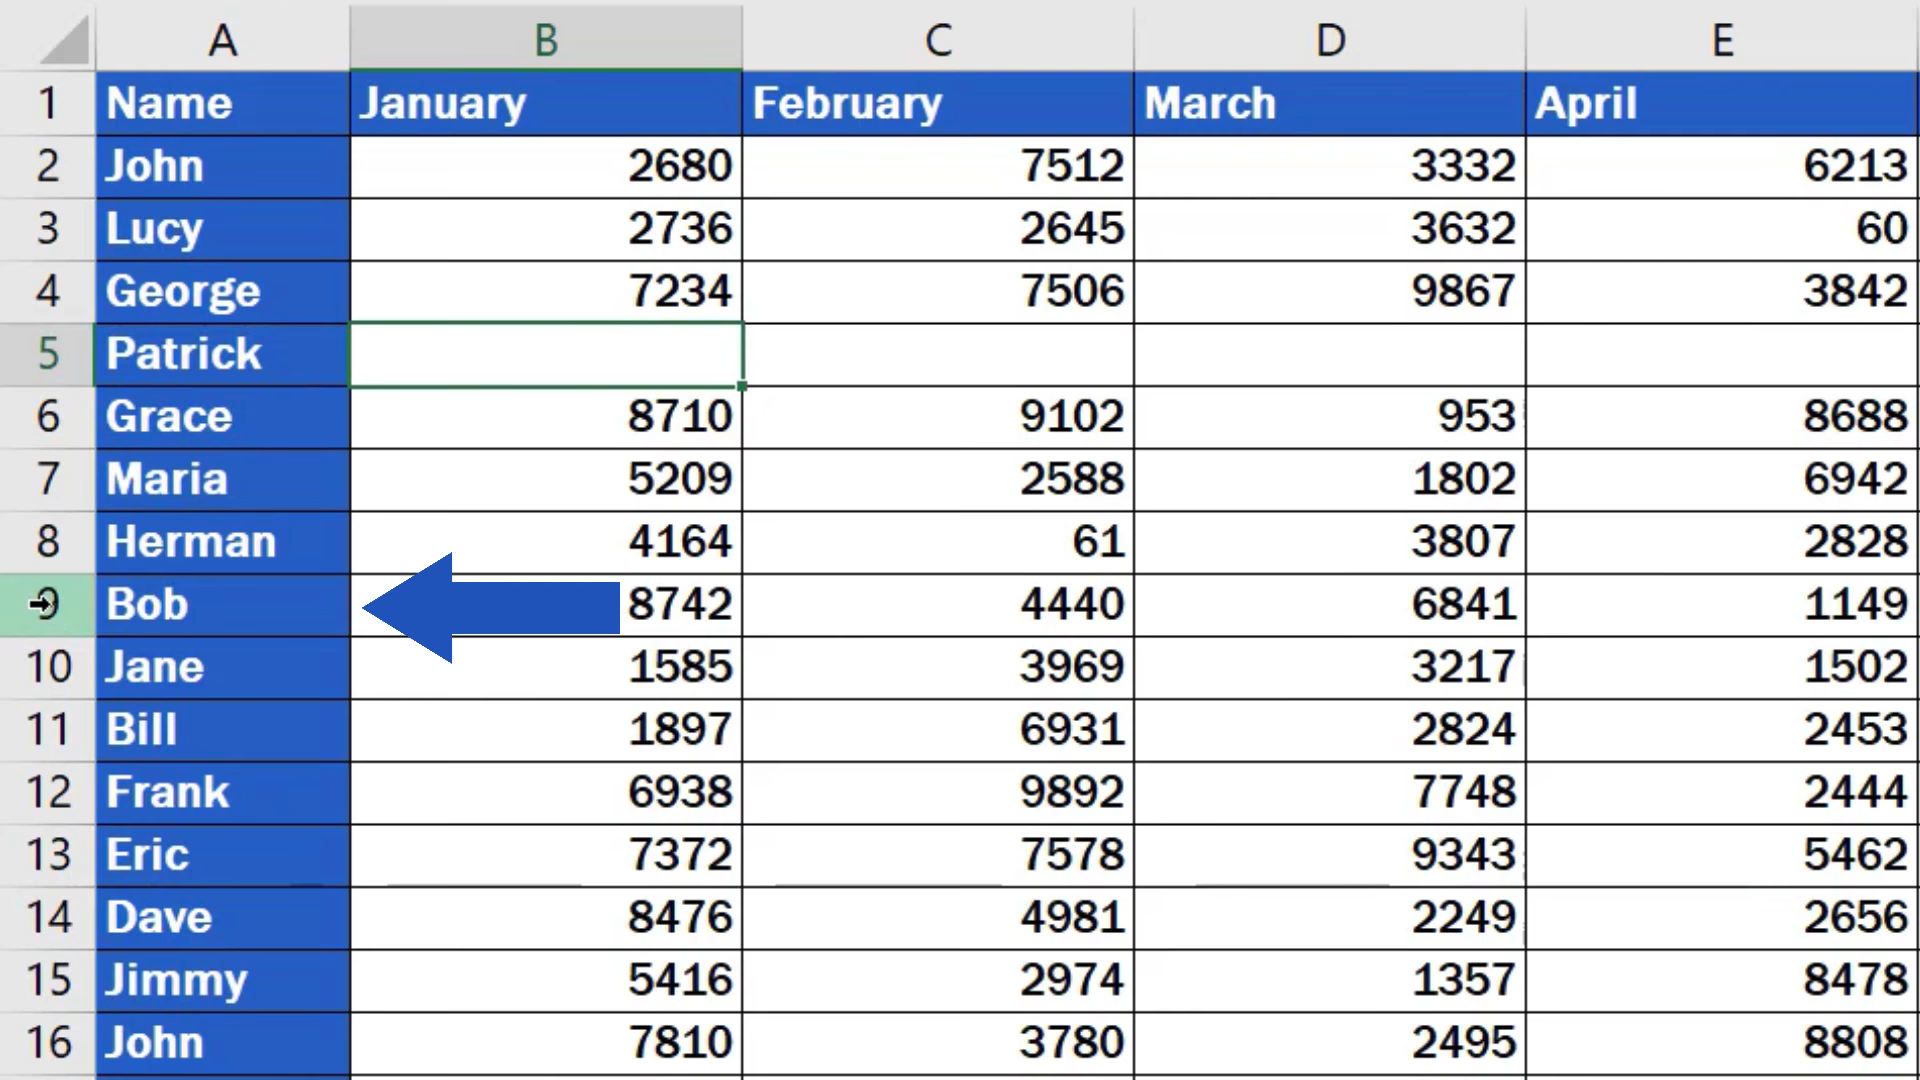 A B C D E
1 Name January February March April
2 John 2680 7512 3332 6213
3 Lucy 2736 2645 3632 60
4 George 7234 7506 9867 3842
5 Patrick
6 Grace 8710 9102 953 8688
7 Maria 5209 2588 1802 6942
8 Herman 4164 61 3807 2828
9 Bob 8742 4440 6841 1149
10 Jane 1585 3969 3217 1502
11 Bill 1897 6931 2824 2453
12 Frank 6938 9892 7748 2444
13 Eric 7372 7578 9343 5462
14 Dave 8476 4981 2249 2656
15 Jimmy 5416 2974 1357 8478
16 John 7810 3780 2495 8808